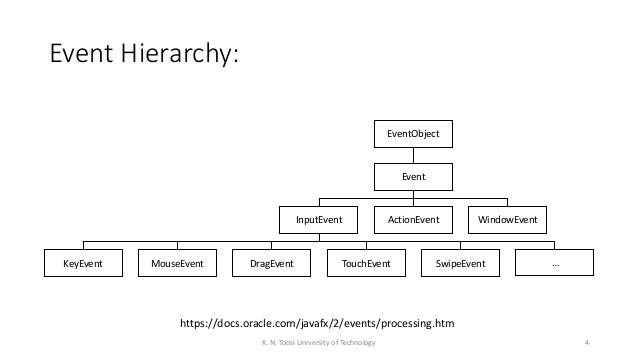 Event Hierarchy:
EventObject
Event
InputEvent ActionEvent WindowEvent
KeyEvent MouseEvent DragEvent TouchEvent SwipeEvent ...
https://docs.oracle.com/javafx/2/events/processing.htm
K. N. Toosi University of Technology 4